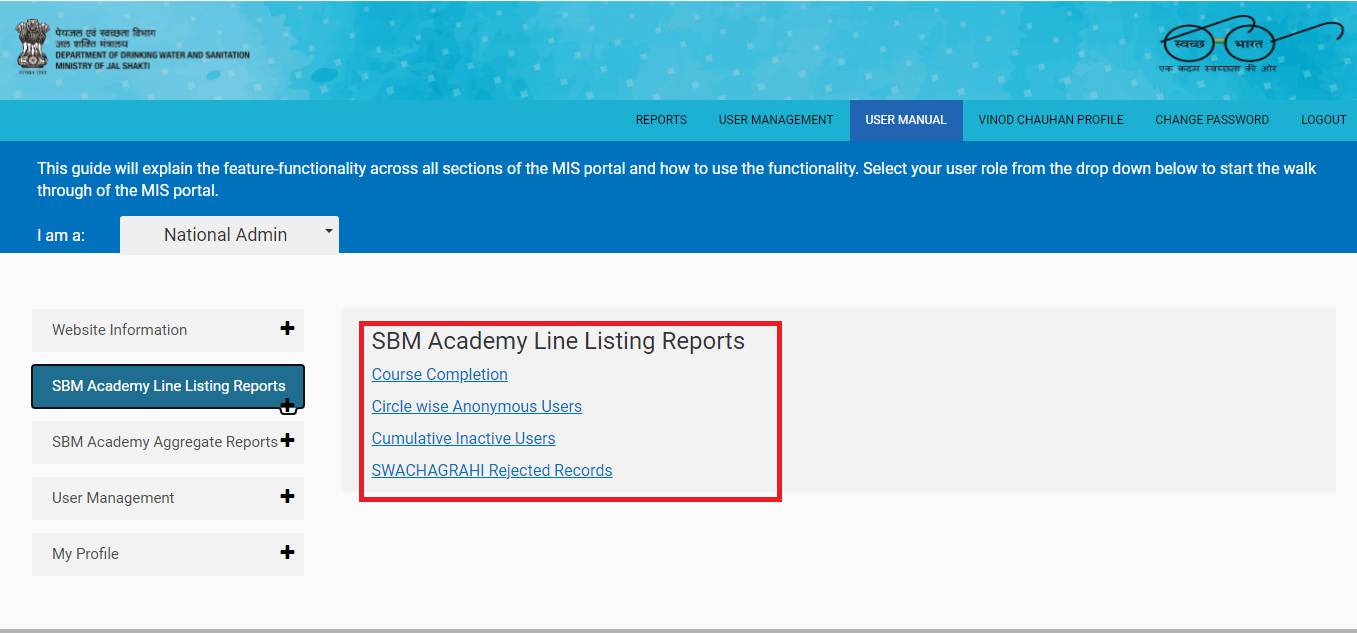 पेयजल एवं स्वच्छता विभाग
जल शक्ति मंत्रालय
DEPARTMENT OF DRINKING WATER AND SANITATION
MINISTRY OF JAL SHAKTI
सत्यमेव जयते
स्वच्छ भारत
एक कदम स्वच्छता की ओर
REPORTS USER MANAGEMENT USER MANUAL VINOD CHAUHAN PROFILE CHANGE PASSWORD LOGOUT
This guide will explain the feature-functionality across all sections of the MIS portal and how to use the functionality. Select your user role from the drop down below to start the walk
through of the MIS portal.
I am a: National Admin
Website Information
SBM Academy Line Listing Reports
SBM Academy Aggregate Reports
User Management
My Profile
SBM Academy Line Listing Reports
Course Completion
Circle wise Anonymous Users
Cumulative Inactive Users
SWACHAGRAHI Rejected Records